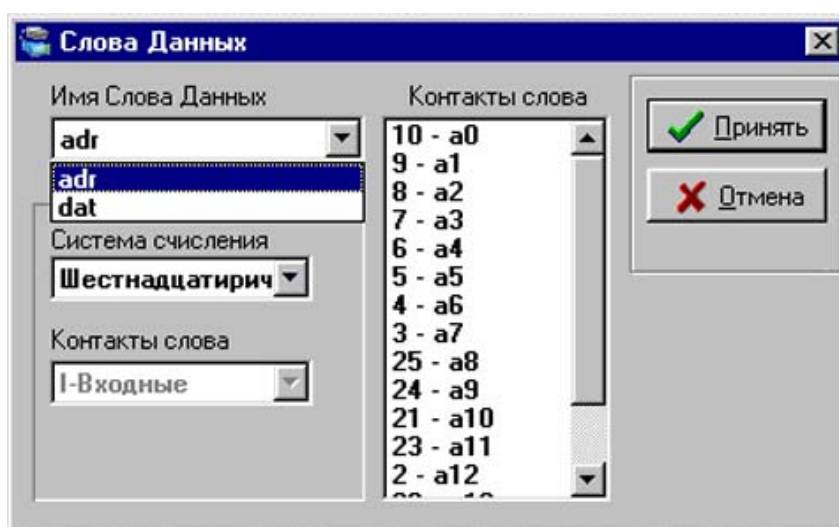 Слова Данных
Имя Слова Данных
adr
adr
dat
Система счисления
Шестнадцатирич
Контакты слова
I-Входные
Контакты слова
10 - a0
9 - a1
8 - a2
7 - a3
6 - a4
5 - a5
4 - a6
3 - a7
25 - a8
24 - a9
21 - a10
23 - a11
2 - a12
Принять
Отмена